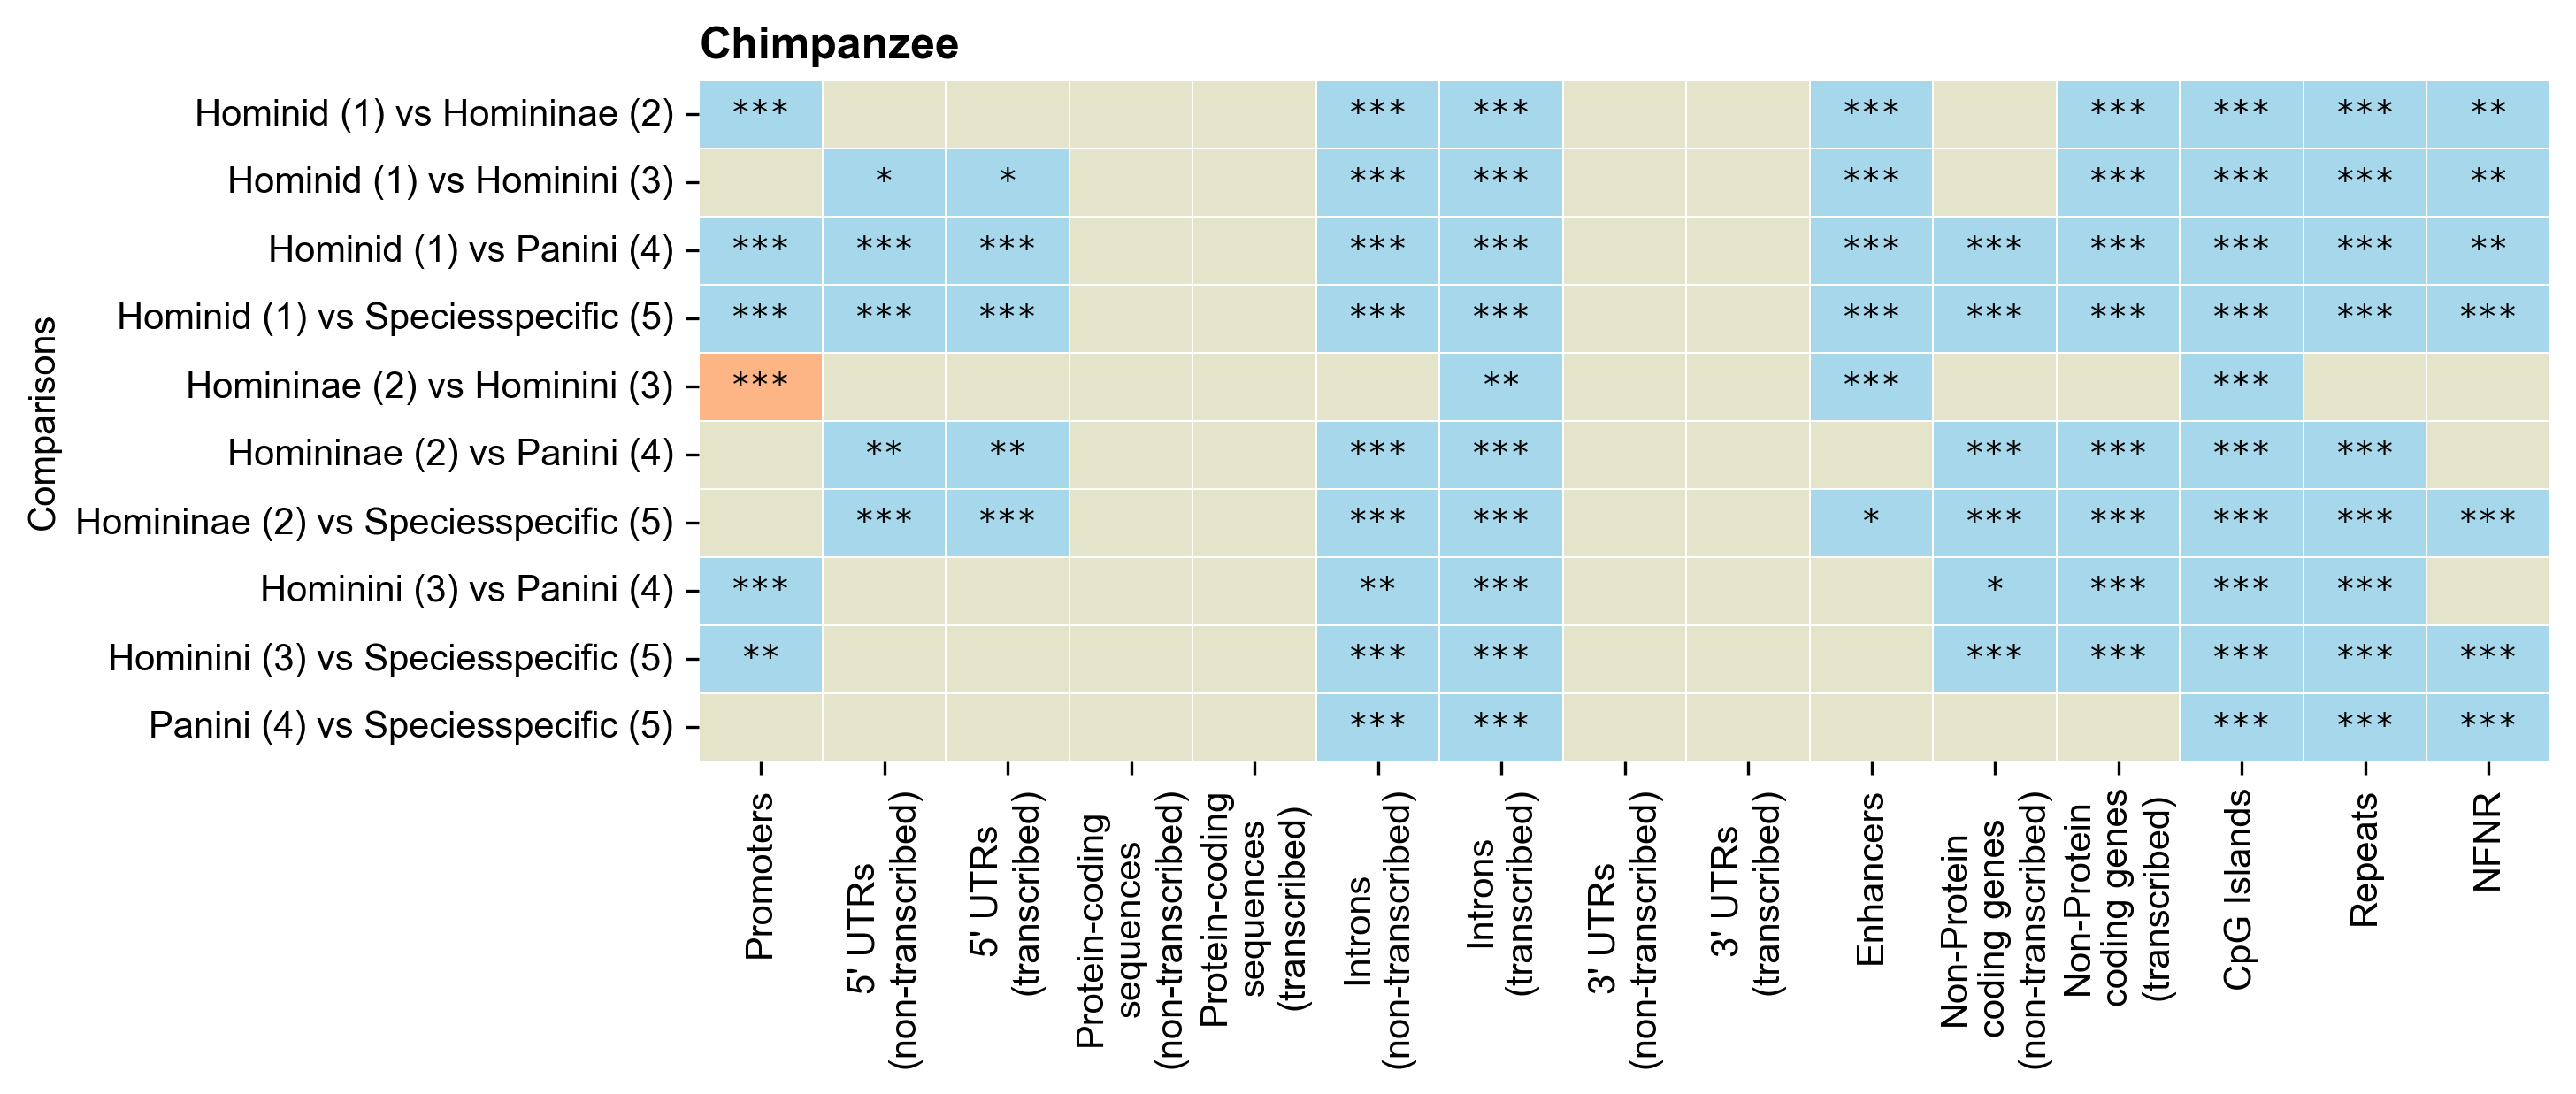 Chimpanzee
Comparisons
Hominid (1) vs Homininae (2) *** *** *** *** *** *** *** **
Hominid (1) vs Hominini (3) * * *** *** *** *** *** *** **
Hominid (1) vs Panini (4) *** *** *** *** *** *** *** *** *** *** **
Hominid (1) vs Speciesspecific (5) *** *** *** *** *** *** *** *** *** *** ***
Homininae (2) vs Hominini (3) *** ** *** ***
Homininae (2) vs Panini (4) ** ** *** *** *** *** *** ***
Homininae (2) vs Speciesspecific (5) *** *** *** *** * *** *** *** *** ***
Hominini (3) vs Panini (4) *** ** *** * *** *** ***
Hominini (3) vs Speciesspecific (5) ** *** *** *** *** *** *** ***
Panini (4) vs Speciesspecific (5) *** *** *** *** ***
Promoters
5' UTRs
(non-transcribed)
5' UTRs
(transcribed)
Protein-coding
sequences
(non-transcribed)
Protein-coding
sequences
(transcribed)
Introns
(non-transcribed)
Introns
(transcribed)
3' UTRs
(non-transcribed)
3' UTRs
(transcribed)
Enhancers
Non-Protein
coding genes
(non-transcribed)
Non-Protein
coding genes
(transcribed)
CpG Islands
Repeats
NFNR